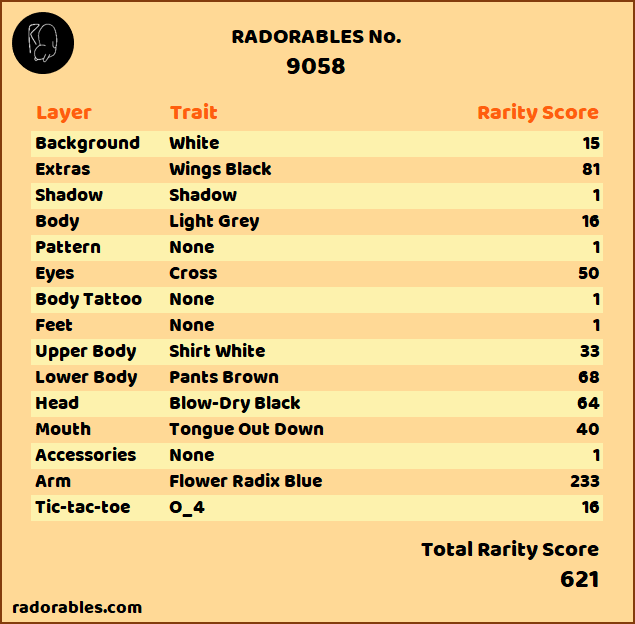 RADORABLES No.
9058
Layer Trait Rarity Score
Background White 15
Extras Wings Black 81
Shadow Shadow 1
Body Light Grey 16
Pattern None 1
Eyes Cross 50
Body Tattoo None 1
Feet None 1
Upper Body Shirt White 33
Lower Body Pants Brown 68
Head Blow-Dry Black 64
Mouth Tongue Out Down 40
Accessories None 1
Arm Flower Radix Blue 233
Tic-tac-toe O_4 16
Total Rarity Score
621
radorables.com